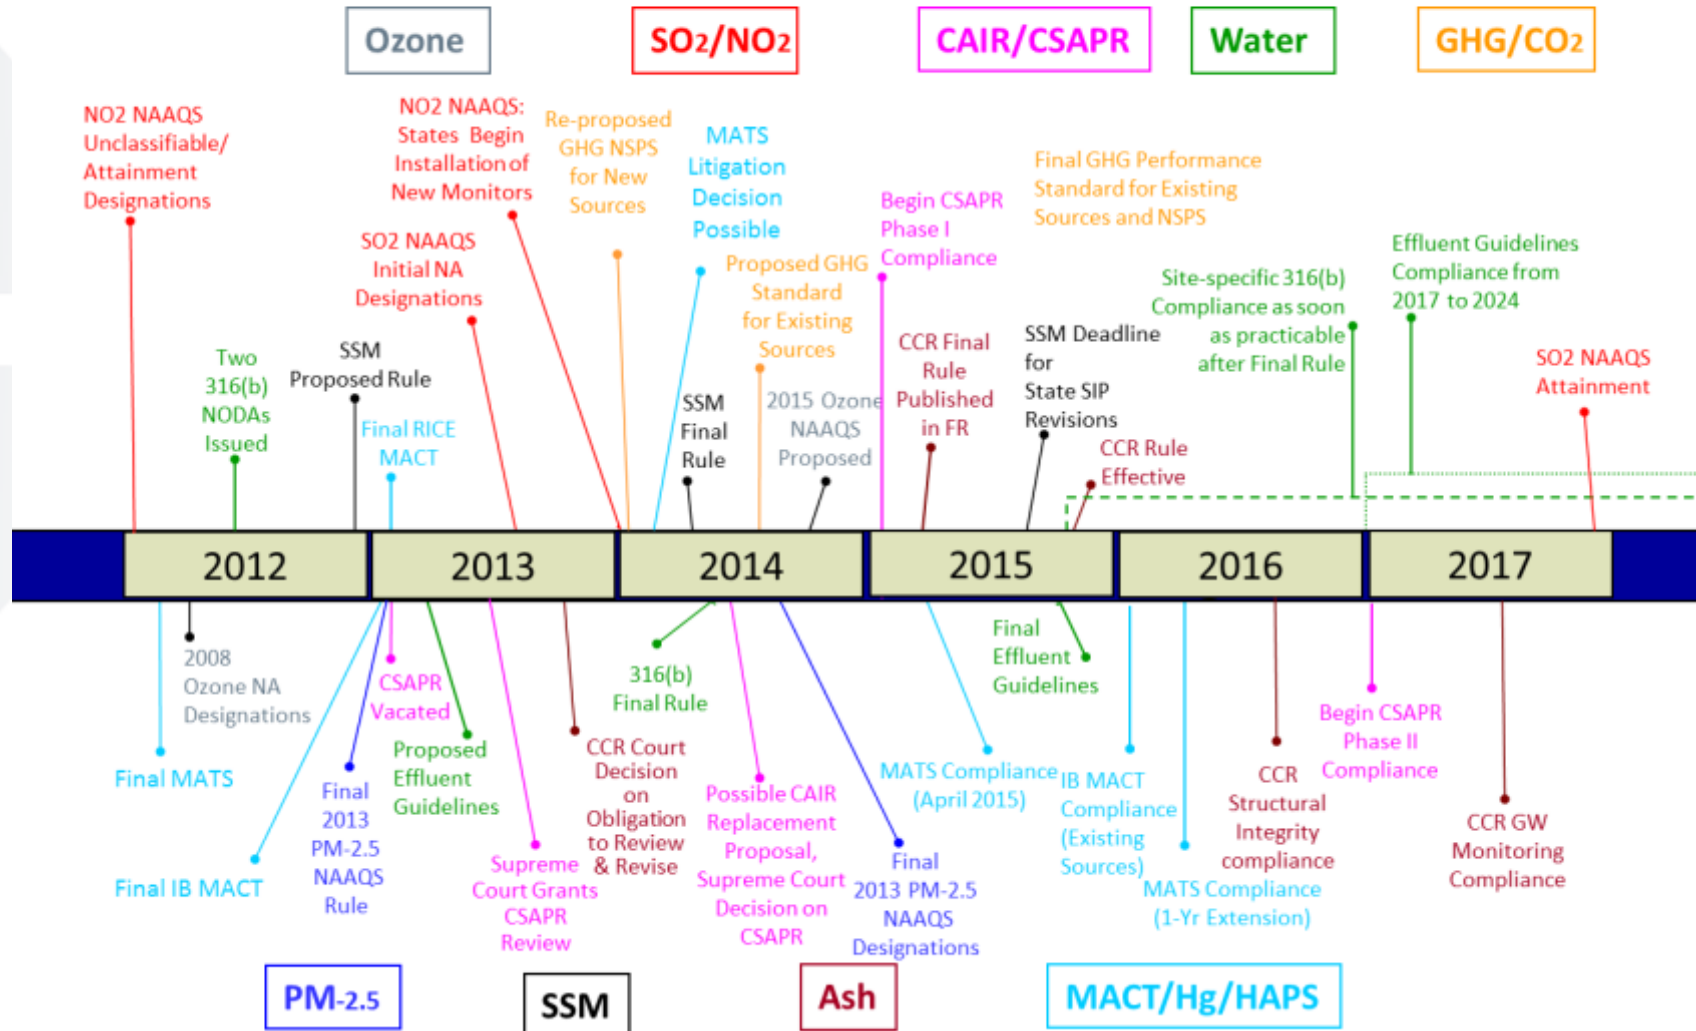 Ozone
SO2/NO2
CAIR/CSAPR
Water
GHG/CO2
NO2 NAAQS
Unclassifiable/
Attainment
Designations
Two
316(b)
NODAs
Issued
SSM
Proposed Rule
Final RICE
MACT
SO2 NAAQS
Initial NA
Designations
NO2 NAAQS:
States Begin
Installation of
New Monitors
Re-proposed
GHG NSPS
for New
Sources
MATS
Litigation
Decision
Possible
SSM
Final
Rule
Proposed GHG
Standard
for Existing
Sources
2015 Ozone
NAAQS
Proposed
Begin CSAPR
Phase I
Compliance
CCR Final
Rule
Published
in FR
Final GHG Performance
Standard for Existing
Sources and NSPS
SSM Deadline
for
State SIP
Revisions
CCR Rule
Effective
Site-specific 316(b)
Compliance as soon
as practicable
after Final Rule
Effluent Guidelines
Compliance from
2017 to 2024
SO2 NAAQS
Attainment
2012
2013
2014
2015
2016
2017
Final MATS
2008
Ozone NA
Designations
Final IB MACT
Final
2013
PM-2.5
NAAQS
Rule
CSAPR
Vacated
Proposed
Effluent
Guidelines
Supreme
Court Grants
CSAPR
Review
CCR Court
Decision
on
Obligation
to Review
& Revise
316(b)
Final Rule
Possible CAIR
Replacement
Proposal,
Supreme Court
Decision on
CSAPR
Final
2013 PM-2.5
NAAQS
Designations
MATS Compliance
(April 2015)
Final
Effluent
Guidelines
IB MACT
Compliance
(Existing
Sources)
MATS Compliance
(1-Yr Extension)
CCR
Structural
Integrity
compliance
Begin CSAPR
Phase II
Compliance
CCR GW
Monitoring
Compliance
PM-2.5
SSM
Ash
MACT/Hg/HAPS